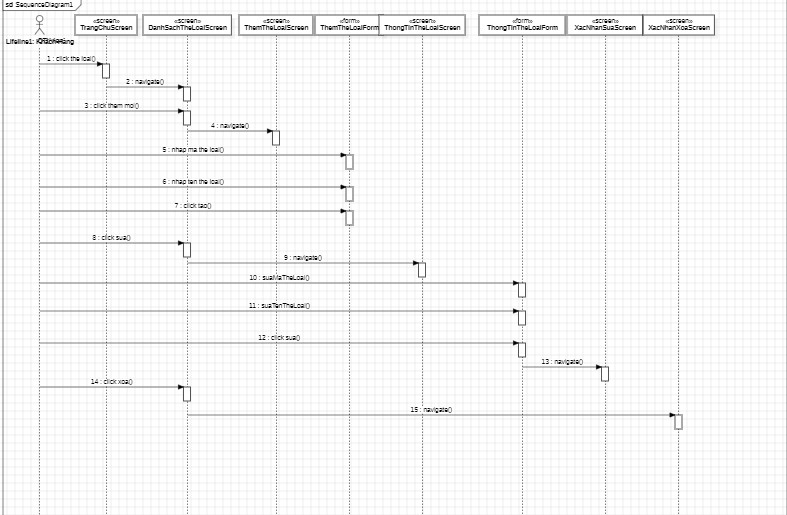 sd SequenceDiagram1
«screen»
TrangChuScreen
«screen»
DanhSachTheLoaiScreen
«screen»
ThemTheLoaiScreen
«form»
ThemTheLoaiForm
«screen»
ThongTinTheLoaiScreen
«form»
ThongTinTheLoaiForm
«screen»
XacNhanSuaScreen
«screen»
XacNhanXoaScreen
Lifeline1:
1 : click the loai()
2 : navigate()
3 : click them moi()
4 : navigate()
5 : nhap ma the loai()
6 : nhap ten the loai()
7 : click tao()
8 : click sua()
9 : navigate()
10 : suaMaTheLoai()
11 : suaTenTheLoai()
12 : click sua()
13 : navigate()
14 : click xoa()
15 : navigate()